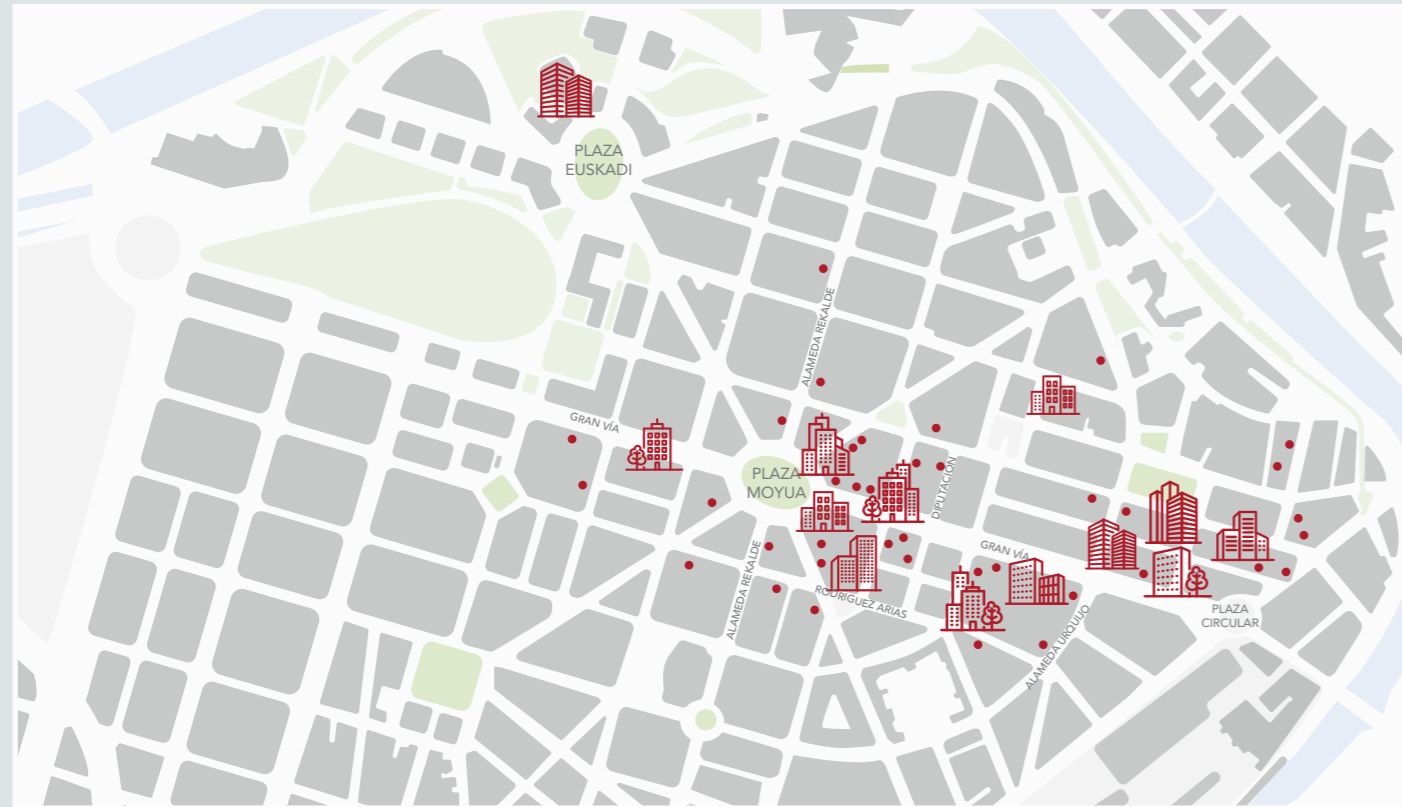 PLAZA
EUSKADI
ALAMEDA REKALDE
GRAN VÍA
PLAZA
MOYUA
DIPUTACIÓN
GRAN VÍA
ALAMEDA REKALDE
RODRÍGUEZ ARIAS
ALAMEDA URQUIJO
PLAZA
CIRCULAR